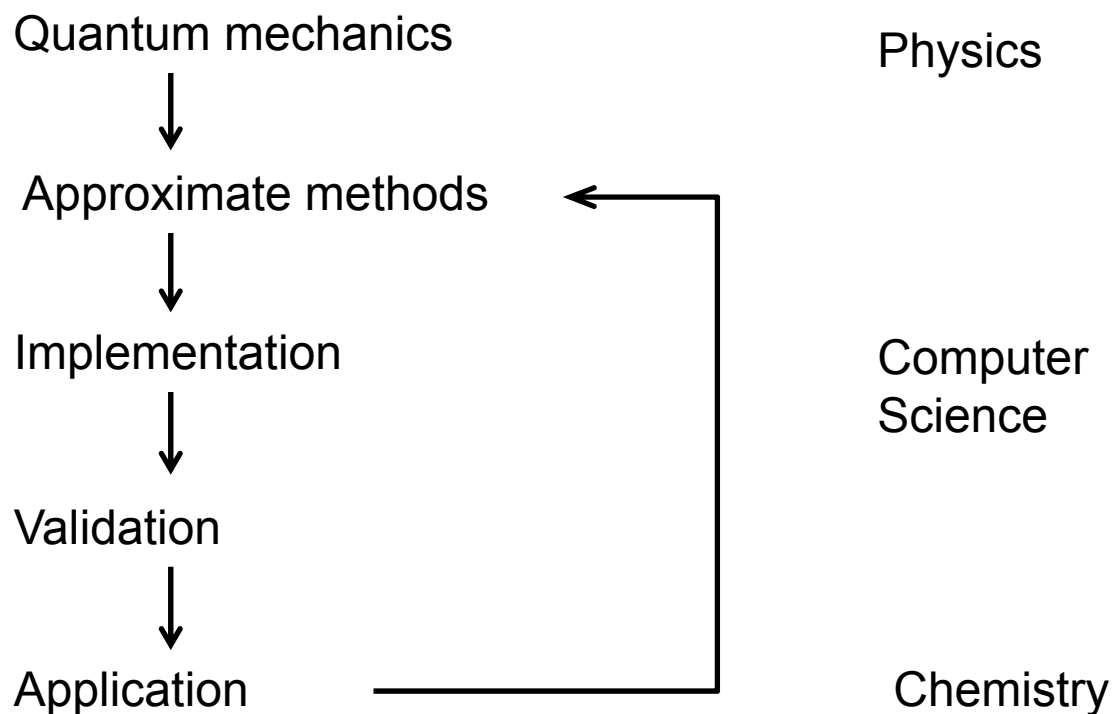 Quantum mechanics
Physics
Approximate methods
Implementation
Computer
Science
Validation
Application
Chemistry